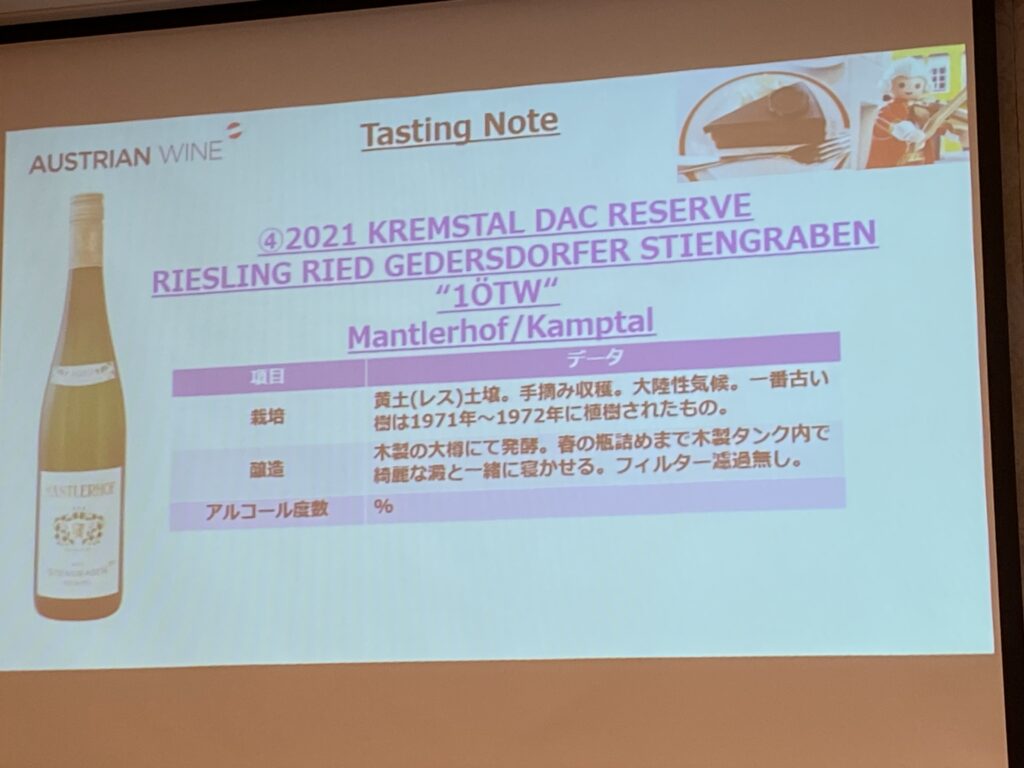 AUSTRIAN WINE
Tasting Note
④2021 KREMSTAL DAC RESERVE
RIESLING RIED GEDERSDORFER STIENGRABEN
“1ÖTW“
Mantlerhof/Kamptal
項目 データ
栽培 黄土(レス)土壌。手摘み収穫。大陸性気候。一番古い
樹は1971年～1972年に植樹されたもの。
醸造 木製の大樽にて発酵。春の瓶詰めまで木製タンク内で
綺麗な澱と一緒に寝かせる。フィルター濾過無し。
アルコール度数 %
MANTLERHOF
STIENGRABEN